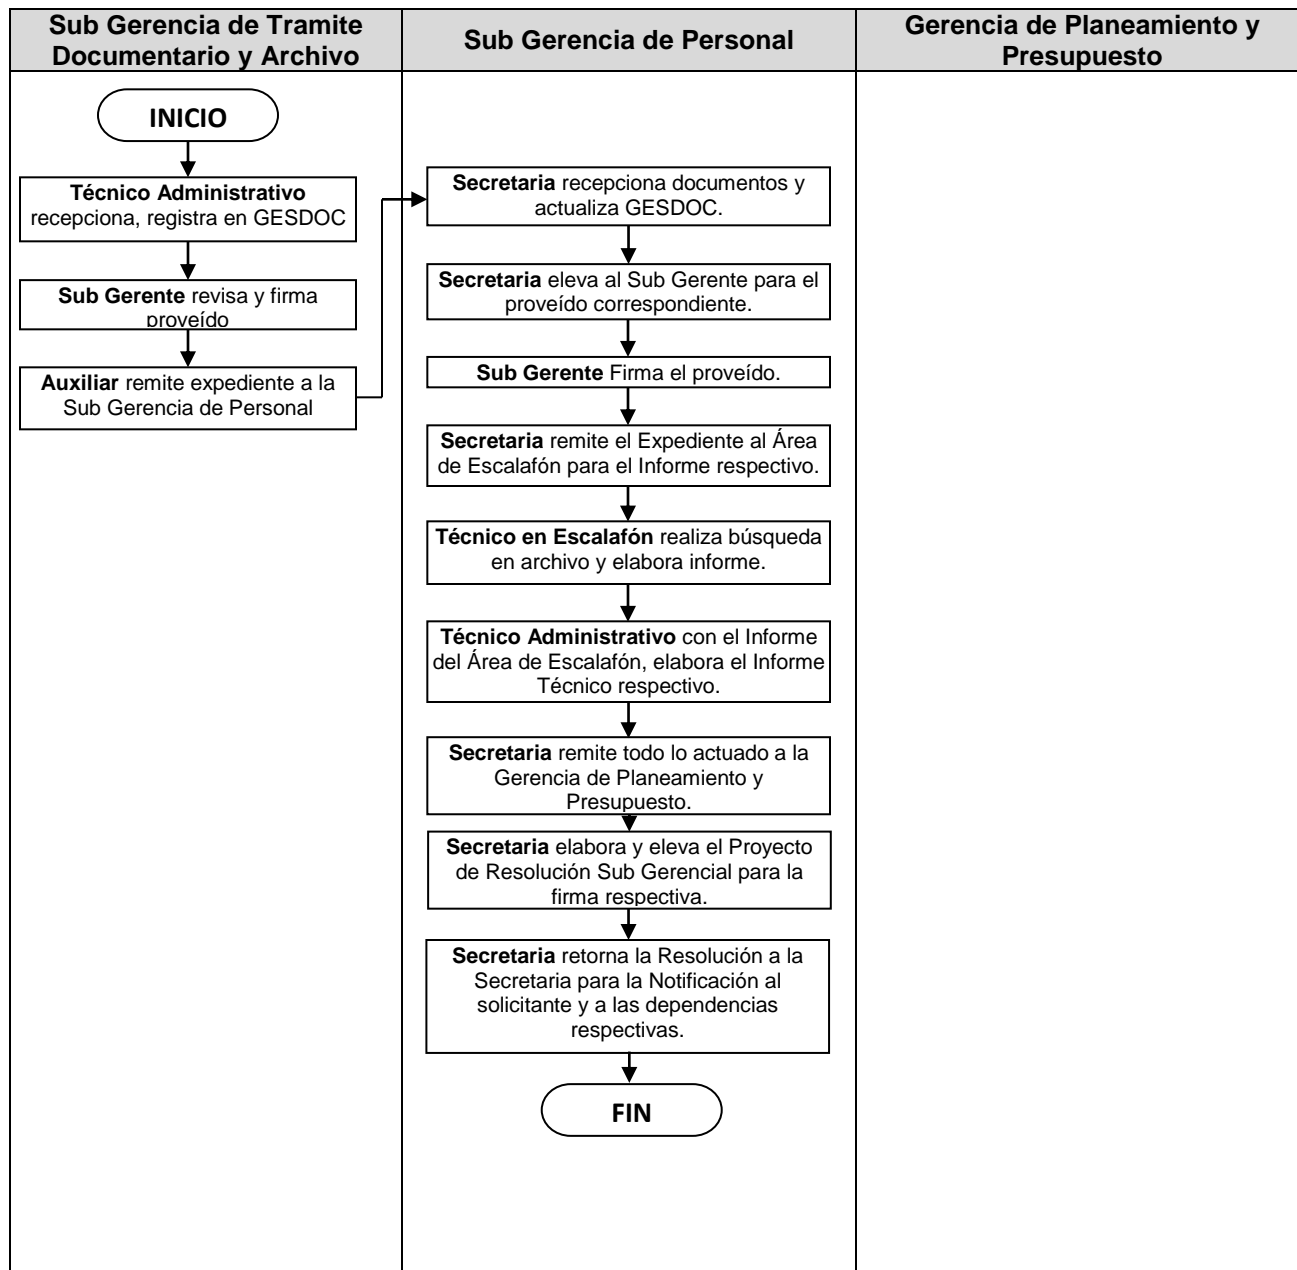 Sub Gerencia de Tramite
Documentario y Archivo
Sub Gerencia de Personal
Gerencia de Planeamiento y
Presupuesto
INICIO
Técnico Administrativo
recepciona, registra en GESDOC
Sub Gerente revisa y firma
proveído
Auxiliar remite expediente a la
Sub Gerencia de Personal
Secretaria recepciona documentos y
actualiza GESDOC.
Secretaria eleva al Sub Gerente para el
proveído correspondiente.
Sub Gerente Firma el proveído.
Secretaria remite el Expediente al Área
de Escalafón para el Informe respectivo.
Técnico en Escalafón realiza búsqueda
en archivo y elabora informe.
Técnico Administrativo con el Informe
del Área de Escalafón, elabora el Informe
Técnico respectivo.
Secretaria remite todo lo actuado a la
Gerencia de Planeamiento y
Presupuesto.
Secretaria elabora y eleva el Proyecto
de Resolución Sub Gerencial para la
firma respectiva.
Secretaria retorna la Resolución a la
Secretaria para la Notificación al
solicitante y a las dependencias
respectivas.
FIN